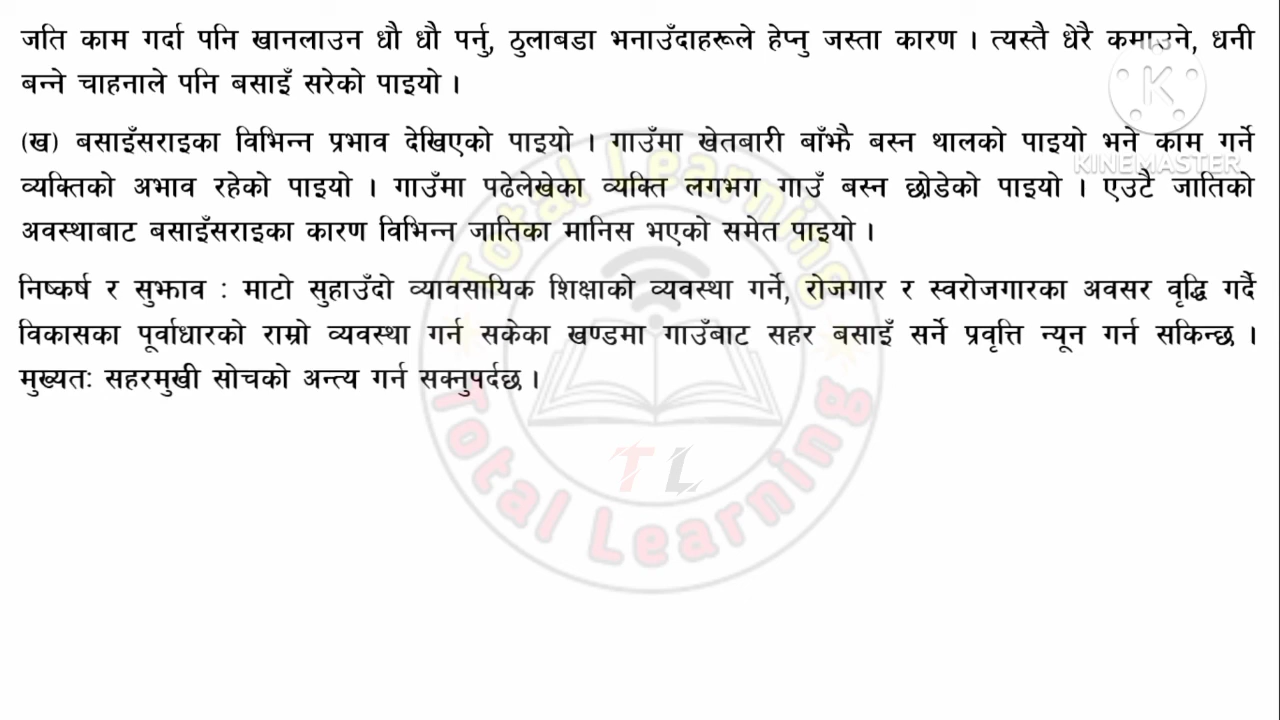 जति काम गर्दा पनि खानलाउन धौ धौ पर्नु, ठुलाबडा भनाउँदाहरूले हेप्नु जस्ता कारण । त्यस्तै धेरै कमाउने, धनी
बन्ने चाहनाले पनि बसाइँ सरेको पाइयो ।
(ख) बसाइँसराइका विभिन्न प्रभाव देखिएको पाइयो । गाउँमा खेतबारी बाँझै बस्न थालको पाइयो भने काम गर्ने
व्यक्तिको अभाव रहेको पाइयो । गाउँमा पढेलेखेका व्यक्ति लगभग गाउँ बस्न छोडेको पाइयो । एउटै जातिको
अवस्थाबाट बसाइँसराइका कारण विभिन्न जातिका मानिस भएको समेत पाइयो ।
निष्कर्ष र सुझाव : माटो सुहाउँदो व्यावसायिक शिक्षाको व्यवस्था गर्ने, रोजगार र स्वरोजगारका अवसर वृद्धि गर्दै
विकासका पूर्वाधारको राम्रो व्यवस्था गर्न सकेका खण्डमा गाउँबाट सहर बसाइँ सर्ने प्रवृत्ति न्यून गर्न सकिन्छ ।
मुख्यतः सहरमुखी सोचको अन्त्य गर्न सक्नुपर्दछ ।
K
KINEMASTER
Total Learning
TL
Total Learning